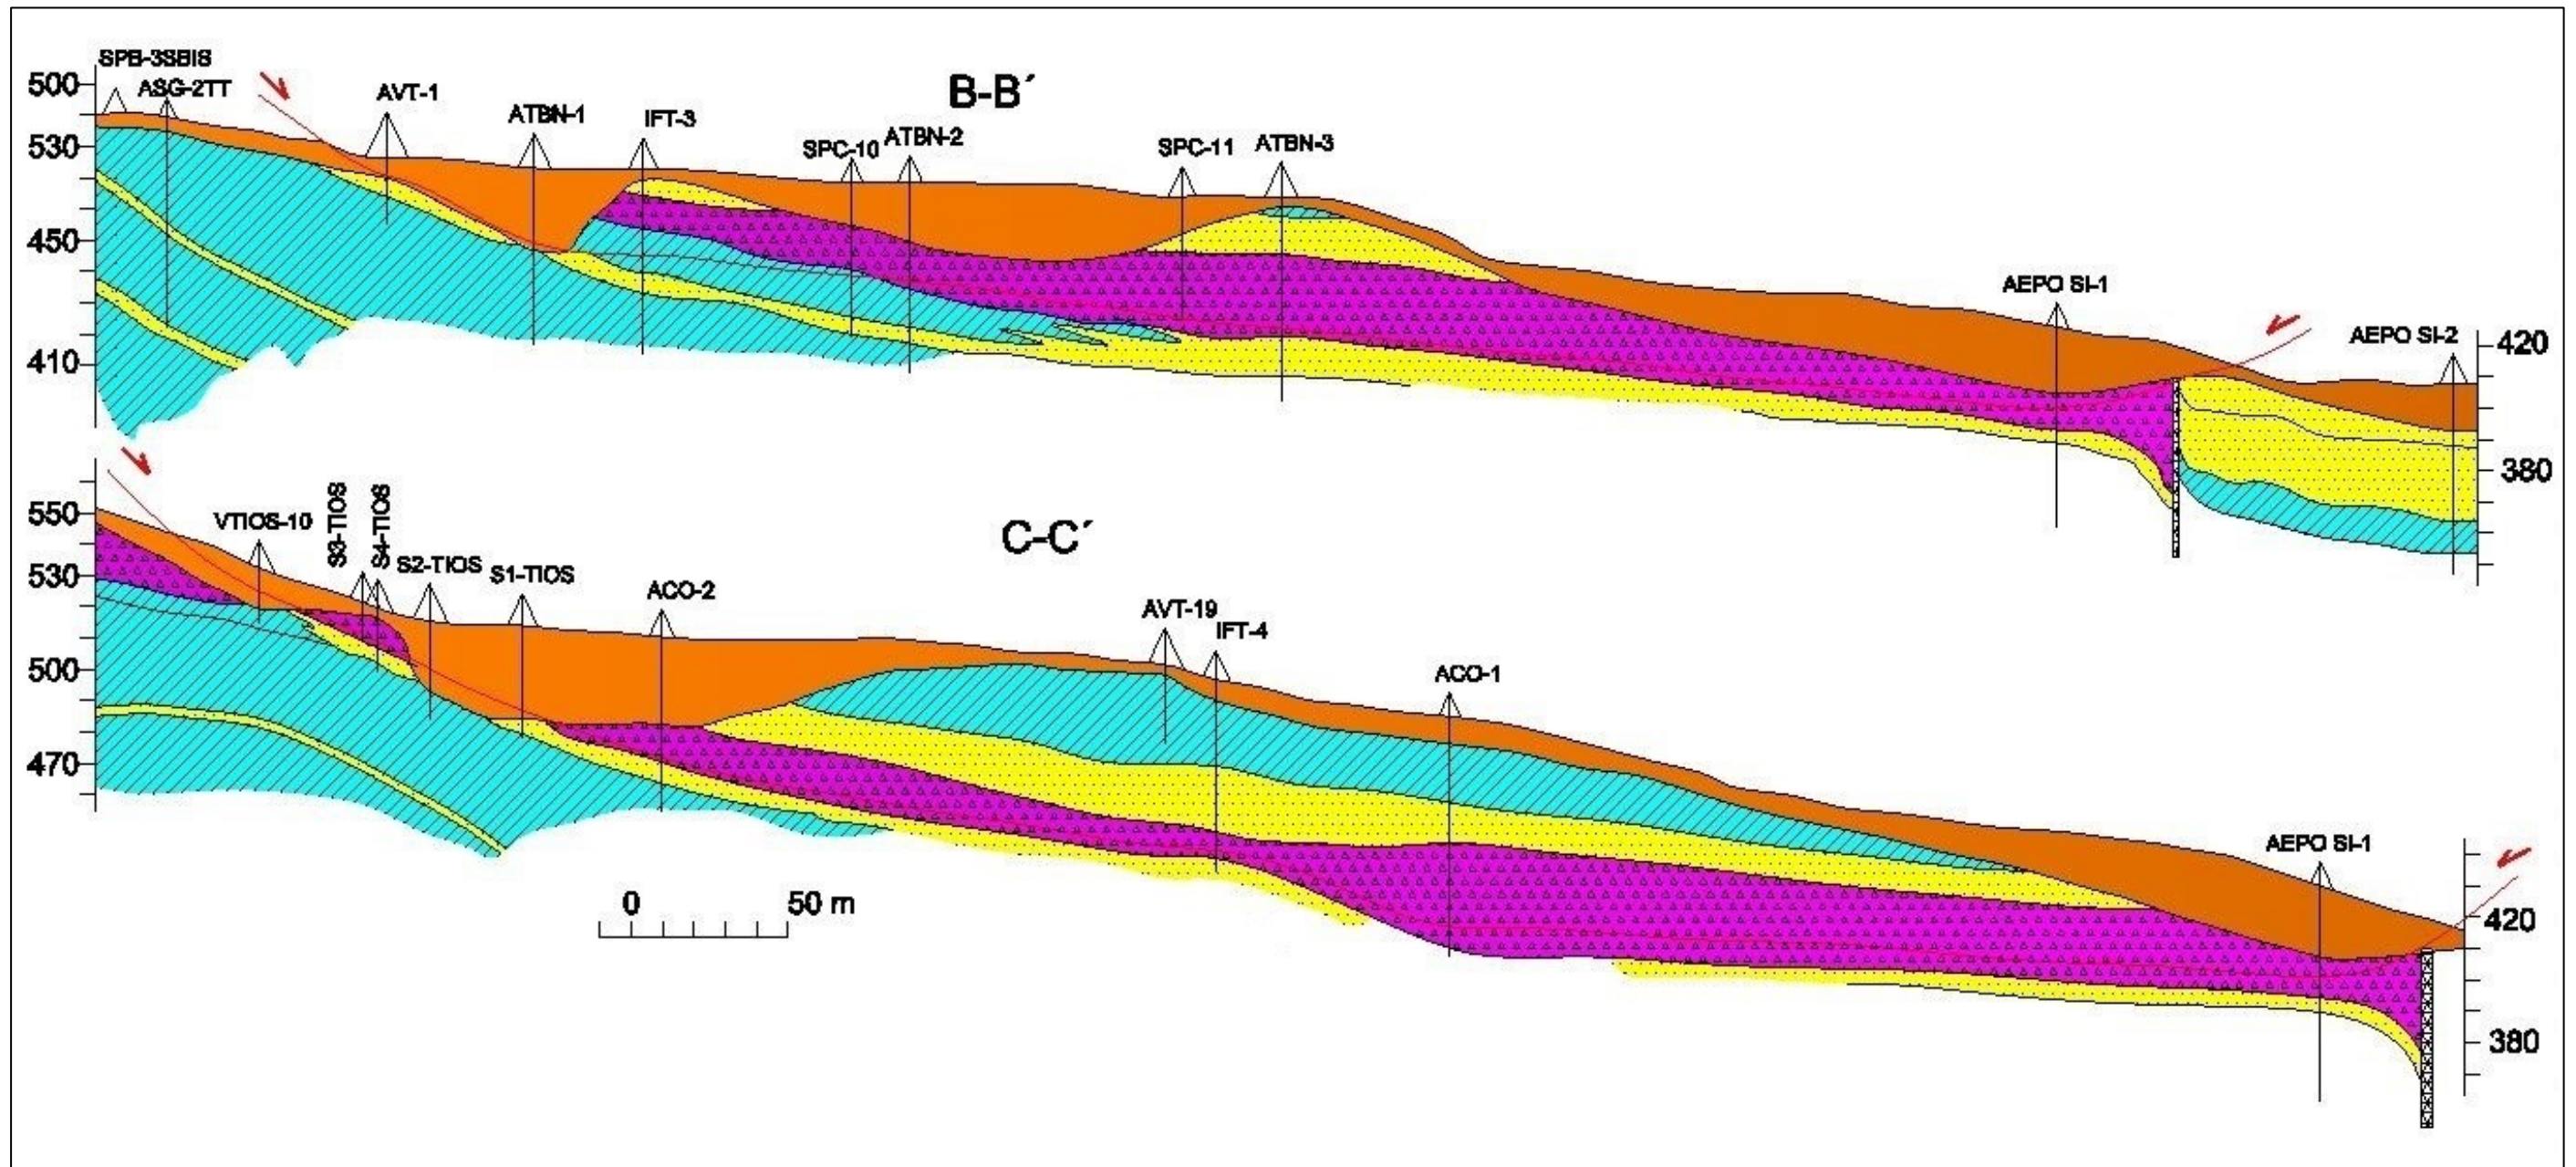 SPB-3SBIS
ASG-2TT
AVT-1
ATBN-1
IFT-3
B-B´
SPC-10
ATBN-2
SPC-11
ATBN-3
AEPO SI-1
AEPO SI-2
500
530
450
410
420
380
VTIOS-10
S3-TIOS
S4-TIOS
S2-TIOS
S1-TIOS
ACO-2
C-C´
AVT-19
IFT-4
ACO-1
AEPO SI-1
550
530
500
470
420
380
0 50 m